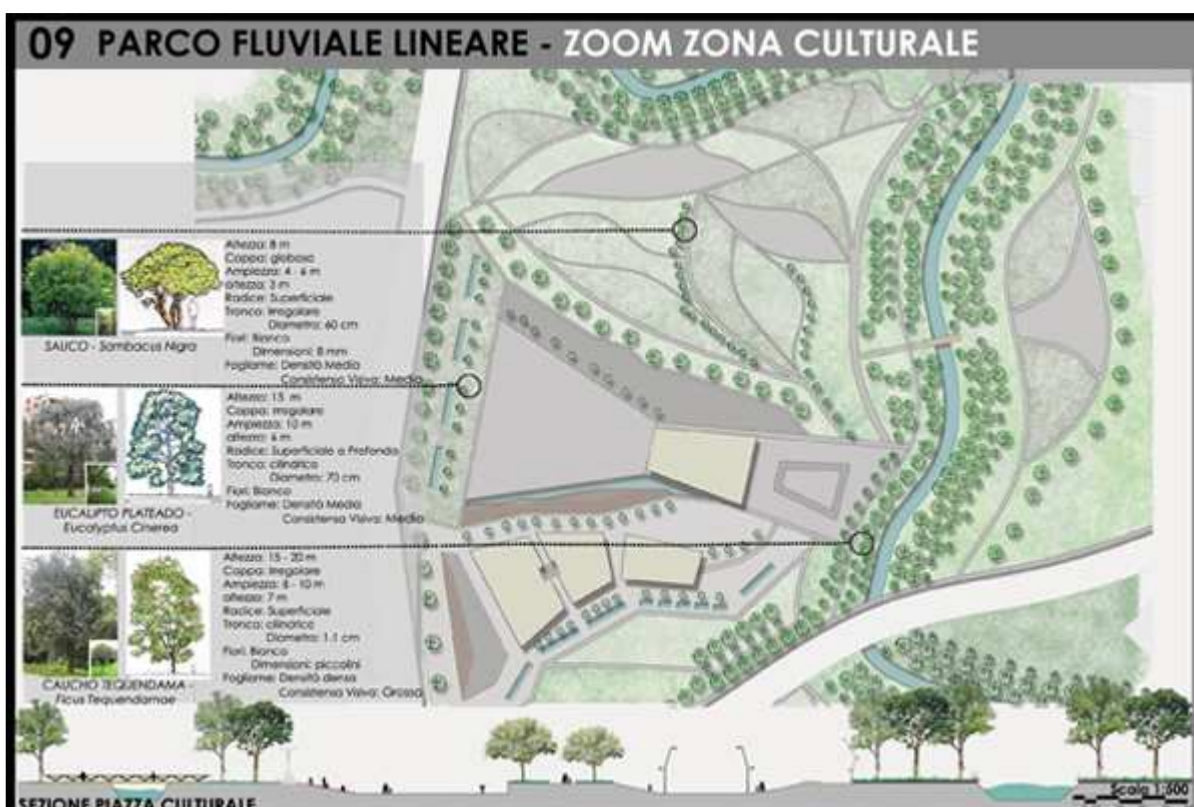 09 PARCO FLUVIALE LINEARE - ZOOM ZONA CULTURALE
Altezza: 8 m
Coppa: globosa
Ampiezza: 4 - 6 m
altezza: 3 m
Radice: Superficiale
Tronco: Irregolare
Diametro: 60 cm
Fiori: Bianco
Dimensioni: 8 mm
Fogliame: Densità Media
Consistensa Visiva: Media
SAUCO - Sambacus Nigra
Altezza: 15 m
Coppa: Irregolare
Ampiezza: 10 m
altezza: 6 m
Radice: Superficiale a Profonda
Tronco: cilindrico
Diametro: 70 cm
Fiori: Bianco
Fogliame: Densità Media
Consistensa Visiva: Media
EUCALIPTO PLATEADO -
Eucalyptus Cinerea
Altezza: 15 - 20 m
Coppa: Irregolare
Ampiezza: 8 - 10 m
altezza: 7 m
Radice: Superficiale
Tronco: cilindrico
Diametro: 1.1 cm
Fiori: Bianco
Dimensioni: piccolini
Fogliame: Densità densa
Consistensa Visiva: Grossa
CAUCHO TEQUENDAMA -
Ficus Tequendamae
SEZIONE PIAZZA CULTURALE
Scala 1:500